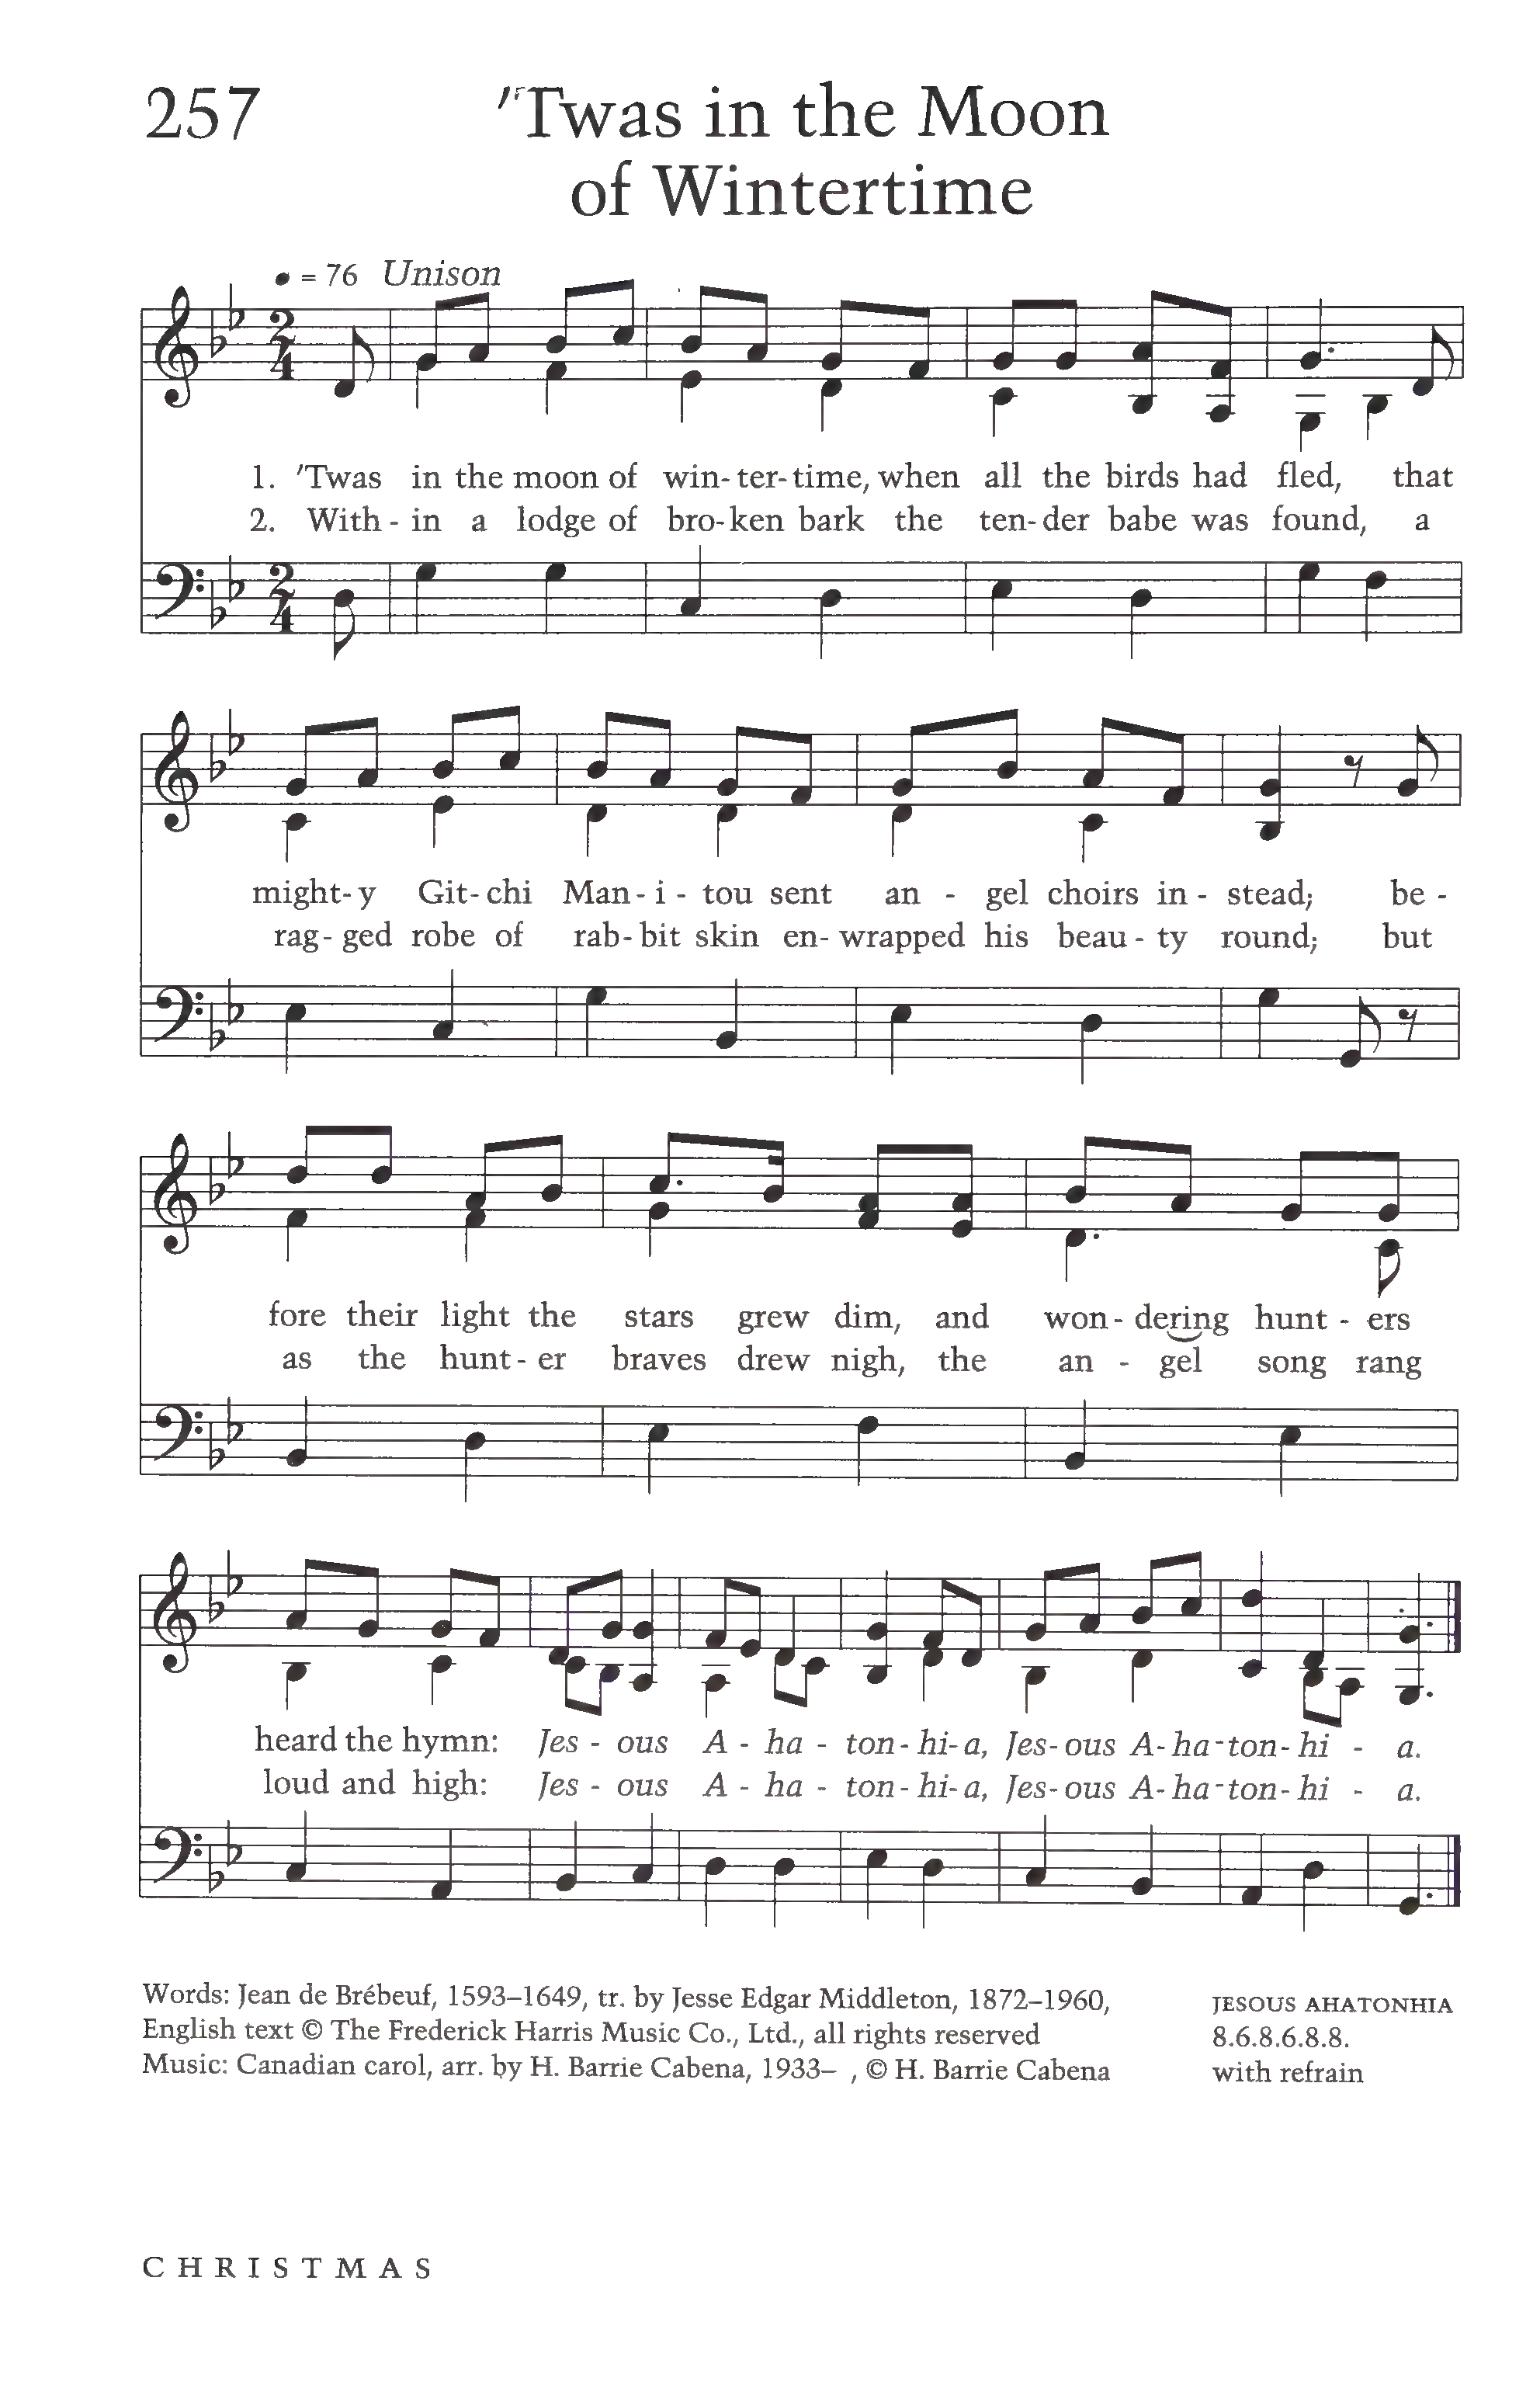 257
'Twas in the Moon
of Wintertime
= 76 Unison
2
4
1. 'Twas in the moon of win- ter- time, when all the birds had fled, that
2. With - in a lodge of bro- ken bark the ten- der babe was found, a
2
4
might- y Git- chi Man - i - tou sent an - gel choirs in - stead; be -
rag- ged robe of rab- bit skin en- wrapped his beau - ty round; but
fore their light the stars grew dim, and won - dering hunt - ers
as the hunt - er braves drew nigh, the an - gel song rang
heard the hymn: Jes - ous A - ha - ton - hi- a, Jes- ous A- ha - ton- hi - a.
loud and high: Jes - ous A - ha - ton - hi- a, Jes- ous A- ha - ton- hi - a.
Words: Jean de Brébeuf, 1593–1649, tr. by Jesse Edgar Middleton, 1872–1960,
English text © The Frederick Harris Music Co., Ltd., all rights reserved
Music: Canadian carol, arr. by H. Barrie Cabena, 1933– , © H. Barrie Cabena
JESOUS AHATONHIA
8.6.8.6.8.8.
with refrain
CHRISTMAS